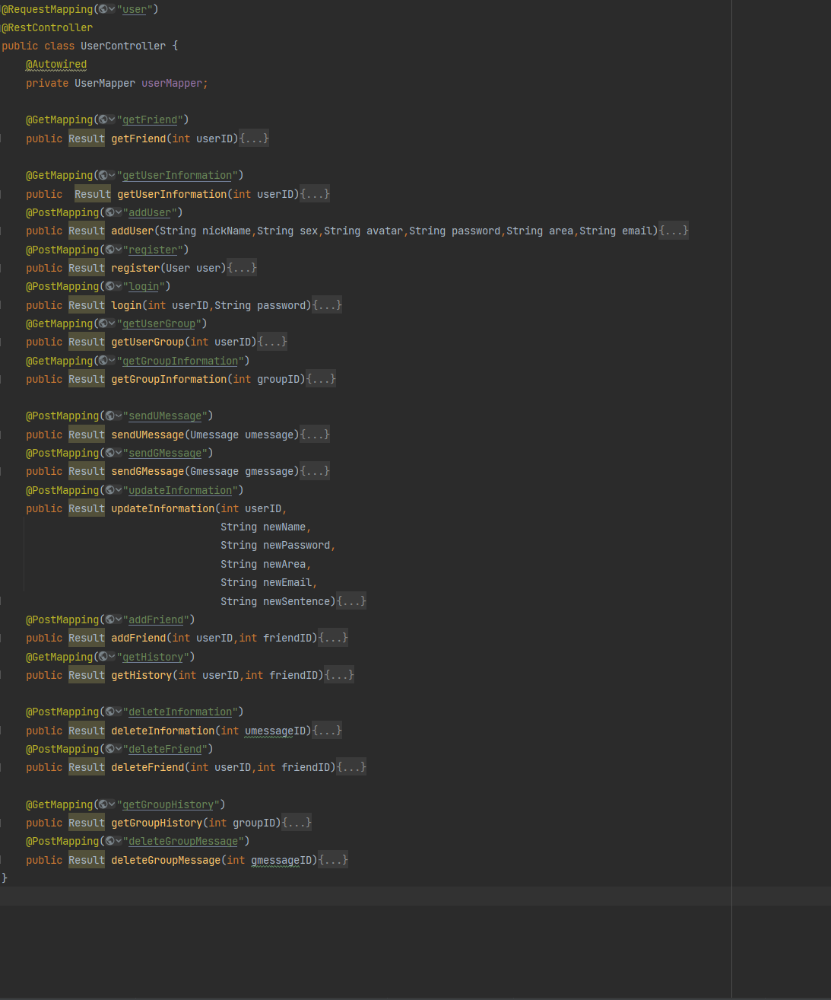 @RequestMapping("user")
@RestController
public class UserController {
    @Autowired
    private UserMapper userMapper;

    @GetMapping("getFriend")
    public Result getFriend(int userID){...}

    @GetMapping("getUserInformation")
    public  Result getUserInformation(int userID){...}
    @PostMapping("addUser")
    public Result addUser(String nickName,String sex,String avatar,String password,String area,String email){...}
    @PostMapping("register")
    public Result register(User user){...}
    @PostMapping("login")
    public Result login(int userID,String password){...}
    @GetMapping("getUserGroup")
    public Result getUserGroup(int userID){...}
    @GetMapping("getGroupInformation")
    public Result getGroupInformation(int groupID){...}

    @PostMapping("sendUMessage")
    public Result sendUMessage(Umessage umessage){...}
    @PostMapping("sendGMessage")
    public Result sendGMessage(Gmessage gmessage){...}
    @PostMapping("updateInformation")
    public Result updateInformation(int userID,
                                    String newName,
                                    String newPassword,
                                    String newArea,
                                    String newEmail,
                                    String newSentence){...}
    @PostMapping("addFriend")
    public Result addFriend(int userID,int friendID){...}
    @GetMapping("getHistory")
    public Result getHistory(int userID,int friendID){...}

    @PostMapping("deleteInformation")
    public Result deleteInformation(int umessageID){...}
    @PostMapping("deleteFriend")
    public Result deleteFriend(int userID,int friendID){...}

    @GetMapping("getGroupHistory")
    public Result getGroupHistory(int groupID){...}
    @PostMapping("deleteGroupMessage")
    public Result deleteGroupMessage(int gmessageID){...}
}